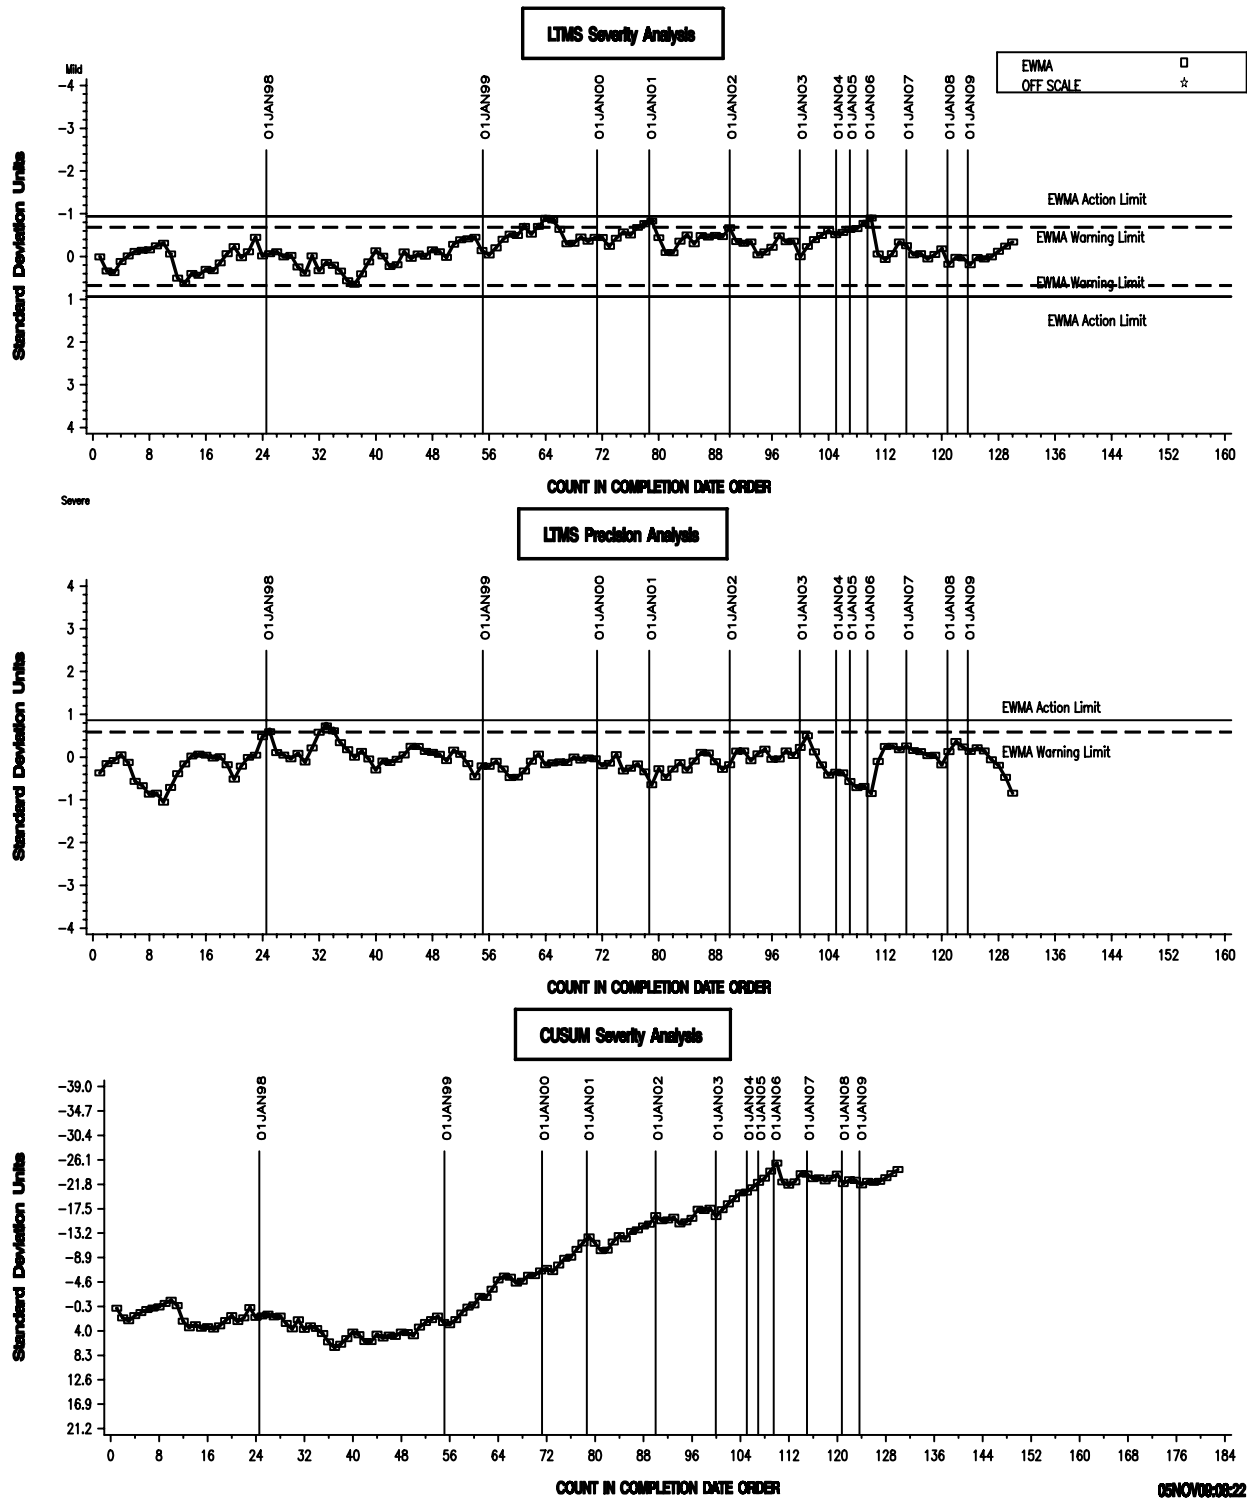 LTMS Severity Analysis
EWMA
OFF SCALE
Mild
01JAN98 01JAN99 01JAN00 01JAN01 01JAN02 01JAN03 01JAN04 01JAN05 01JAN06 01JAN07 01JAN08 01JAN09
-4
-3
-2
-1
0
1
2
3
4
Standard Deviation Units
EWMA Action Limit
EWMA Warning Limit
EWMA Warning Limit
EWMA Action Limit
0 8 16 24 32 40 48 56 64 72 80 88 96 104 112 120 128 136 144 152 160
COUNT IN COMPLETION DATE ORDER
Severe
LTMS Precision Analysis
01JAN98 01JAN99 01JAN00 01JAN01 01JAN02 01JAN03 01JAN04 01JAN05 01JAN06 01JAN07 01JAN08 01JAN09
4
3
2
1
0
-1
-2
-3
-4
Standard Deviation Units
EWMA Action Limit
EWMA Warning Limit
0 8 16 24 32 40 48 56 64 72 80 88 96 104 112 120 128 136 144 152 160
COUNT IN COMPLETION DATE ORDER
CUSUM Severity Analysis
01JAN98 01JAN99 01JAN00 01JAN01 01JAN02 01JAN03 01JAN04 01JAN05 01JAN06 01JAN07 01JAN08 01JAN09
-39.0
-34.7
-30.4
-26.1
-21.8
-17.5
-13.2
-8.9
-4.6
-0.3
4.0
8.3
12.6
16.9
21.2
Standard Deviation Units
0 8 16 24 32 40 48 56 64 72 80 88 96 104 112 120 128 136 144 152 160 168 176 184
COUNT IN COMPLETION DATE ORDER
05NOV09:08:22